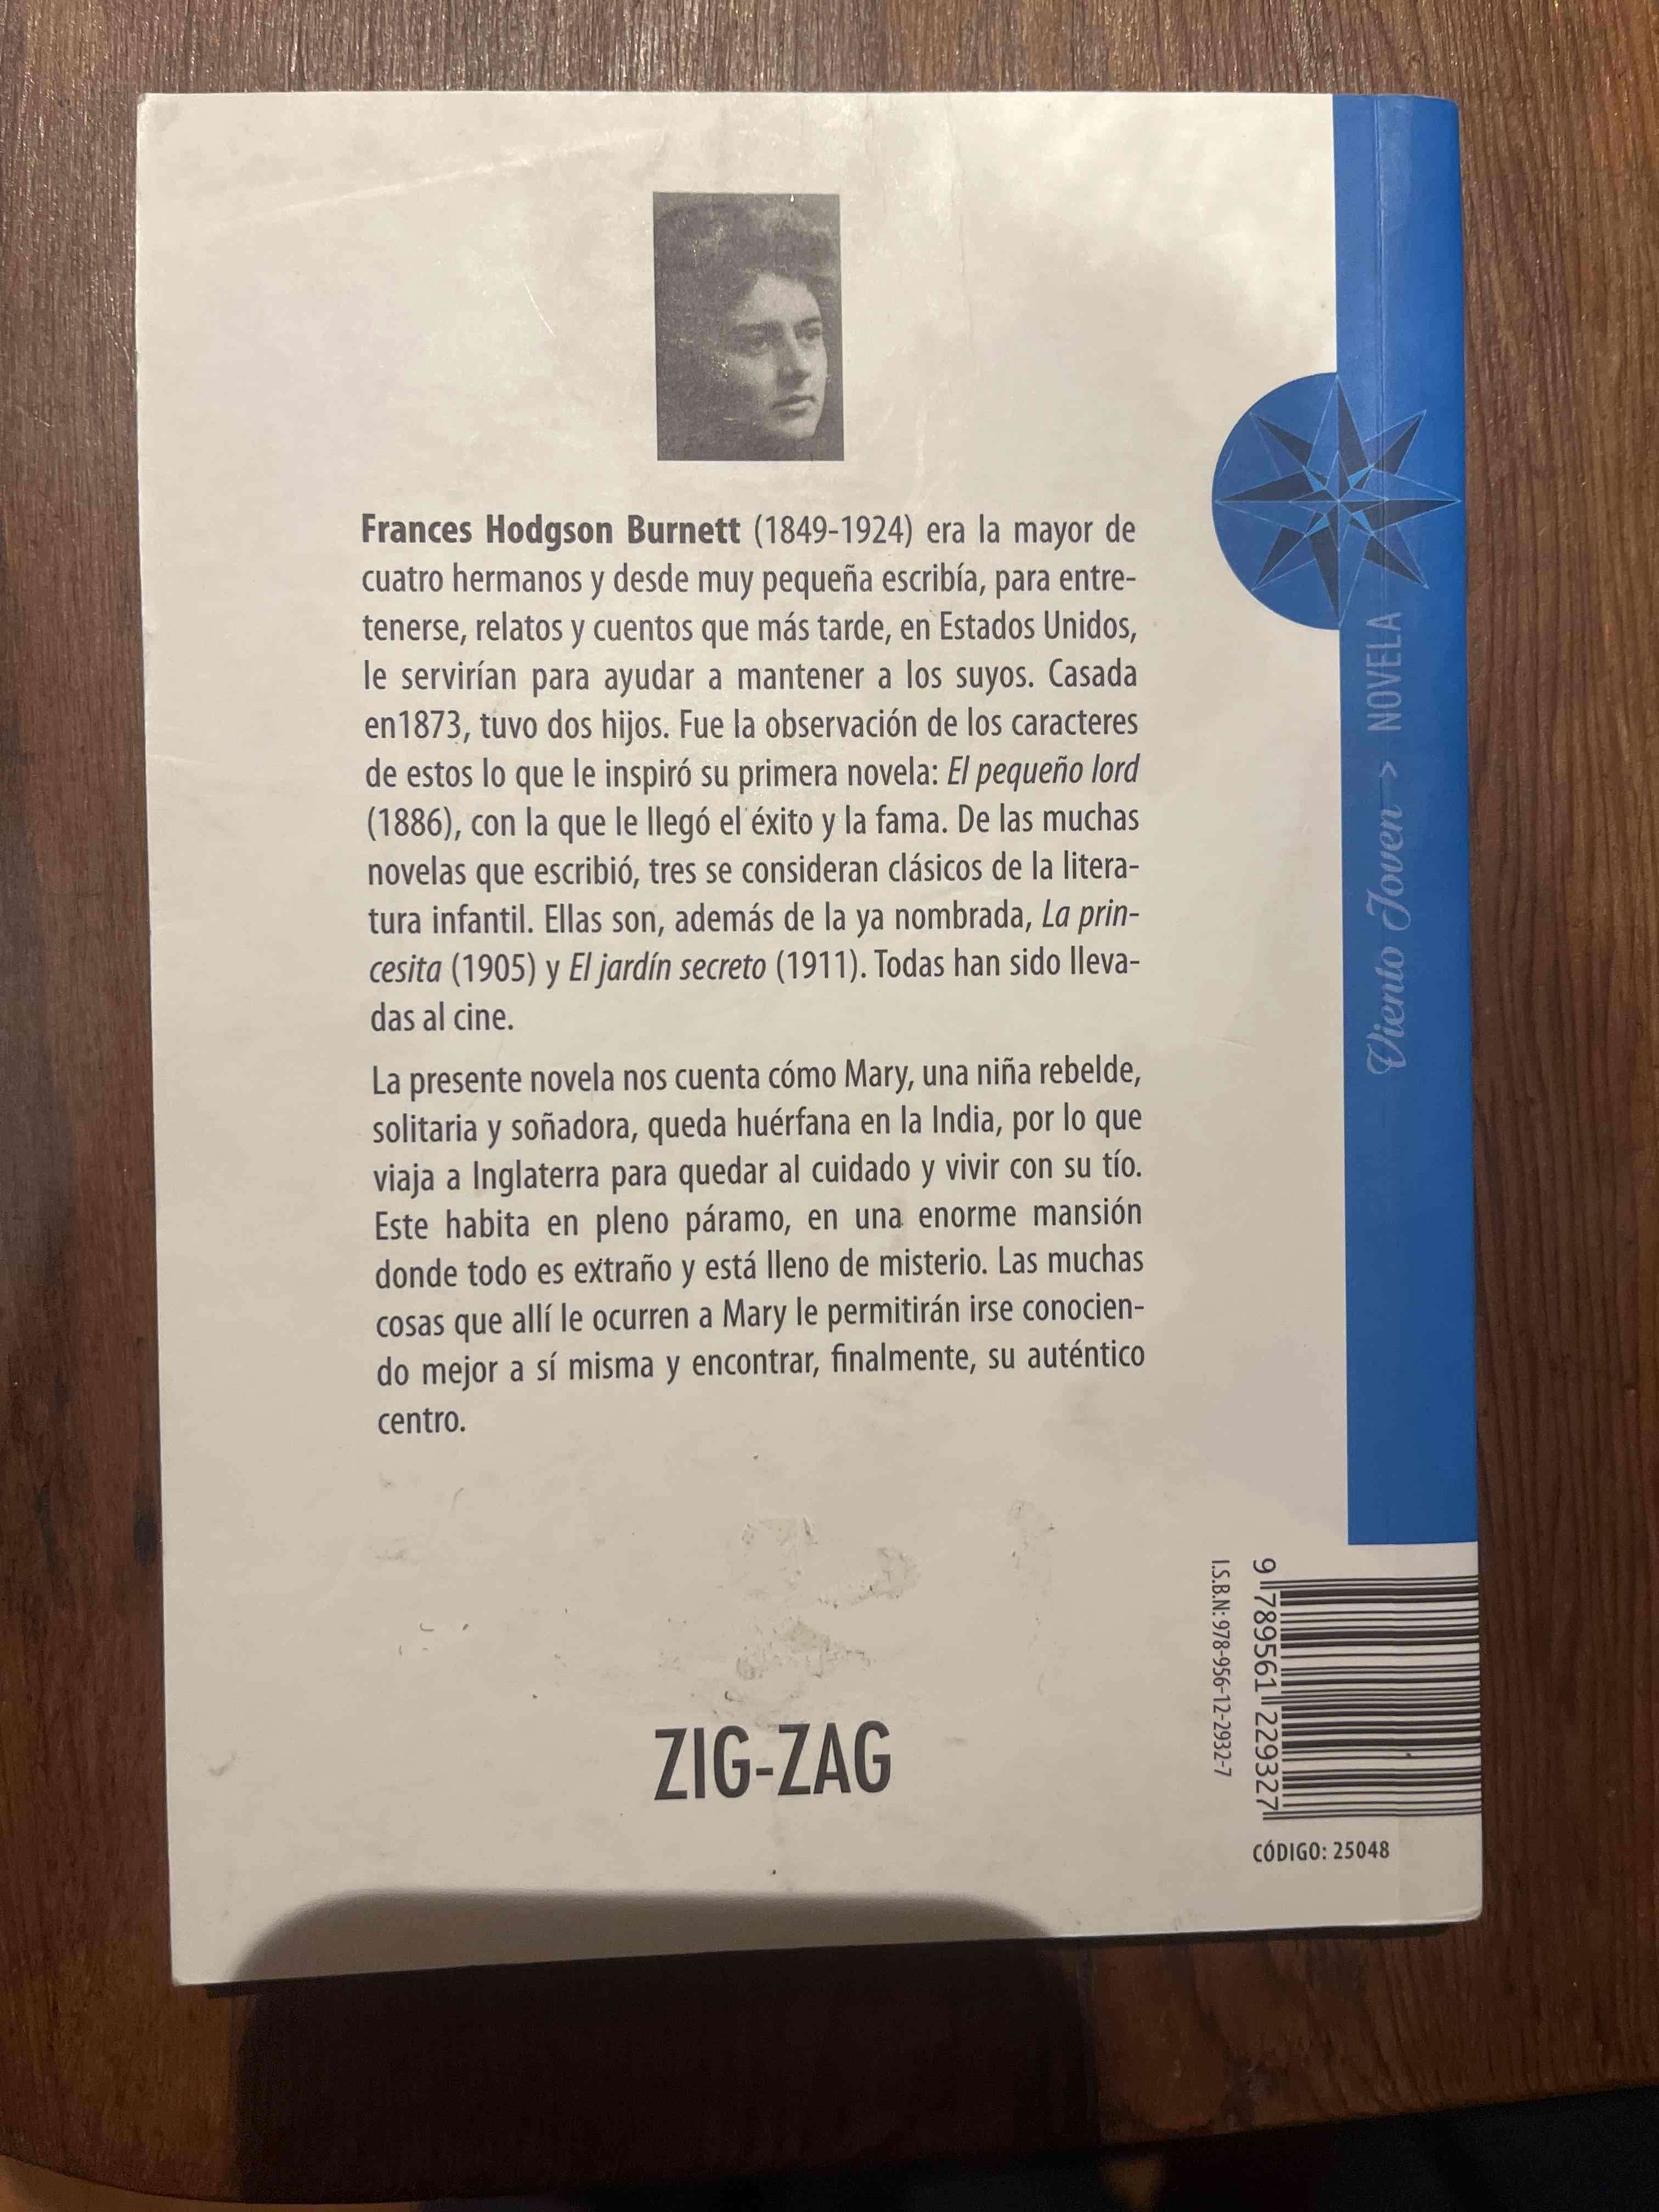 Frances Hodgson Burnett (1849-1924) era la mayor de
cuatro hermanos y desde muy pequeña escribía, para entre-
tenerse, relatos y cuentos que más tarde, en Estados Unidos,
le servirían para ayudar a mantener a los suyos. Casada
en1873, tuvo dos hijos. Fue la observación de los caracteres
de estos lo que le inspiró su primera novela: El pequeño lord
(1886), con la que le llegó el éxito y la fama. De las muchas
novelas que escribió, tres se consideran clásicos de la litera-
tura infantil. Ellas son, además de la ya nombrada, La prin-
cesita (1905) y El jardín secreto (1911). Todas han sido lleva-
das al cine.
La presente novela nos cuenta cómo Mary, una niña rebelde,
solitaria y soñadora, queda huérfana en la India, por lo que
viaja a Inglaterra para quedar al cuidado y vivir con su tío.
Este habita en pleno páramo, en una enorme mansión
donde todo es extraño y está lleno de misterio. Las muchas
cosas que allí le ocurren a Mary le permitirán irse conocien-
do mejor a sí misma y encontrar, finalmente, su auténtico
centro.
ZIG-ZAG
Viento Joven > NOVELA
I.S.B.N: 978-956-12-2932-7
9 789561 229327
CÓDIGO: 25048